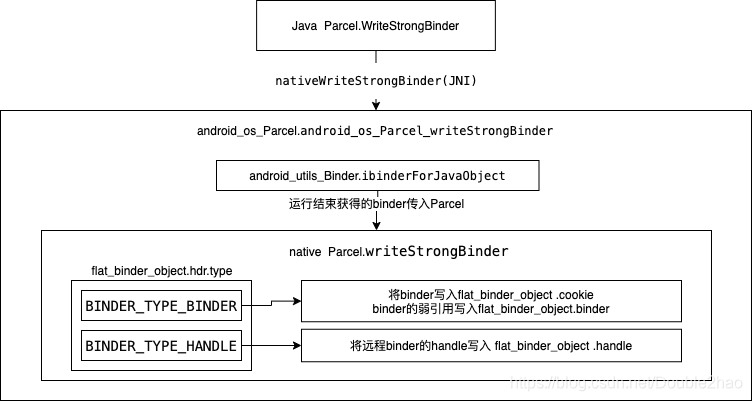 Java Parcel.WriteStrongBinder
nativeWriteStrongBinder(JNI)
android_os_Parcel.android_os_Parcel_writeStrongBinder
android_utils_Binder.ibinderForJavaObject
运行结束获得的binder传入Parcel
native Parcel.writeStrongBinder
flat_binder_object.hdr.type
BINDER_TYPE_BINDER
将binder写入flat_binder_object .cookie
binder的弱引用写入flat_binder_object.binder
BINDER_TYPE_HANDLE
将远程binder的handle写入 flat_binder_object .handle
https://blog.csdn.net/DoubleZhao